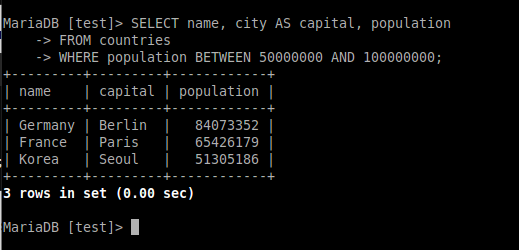 MariaDB [test]> SELECT name, city AS capital, population
    -> FROM countries
    -> WHERE population BETWEEN 50000000 AND 100000000;
+---------+---------+------------+
| name    | capital | population |
+---------+---------+------------+
| Germany | Berlin  |   84073352 |
| France  | Paris   |   65426179 |
| Korea   | Seoul   |   51305186 |
+---------+---------+------------+
3 rows in set (0.00 sec)
MariaDB [test]>